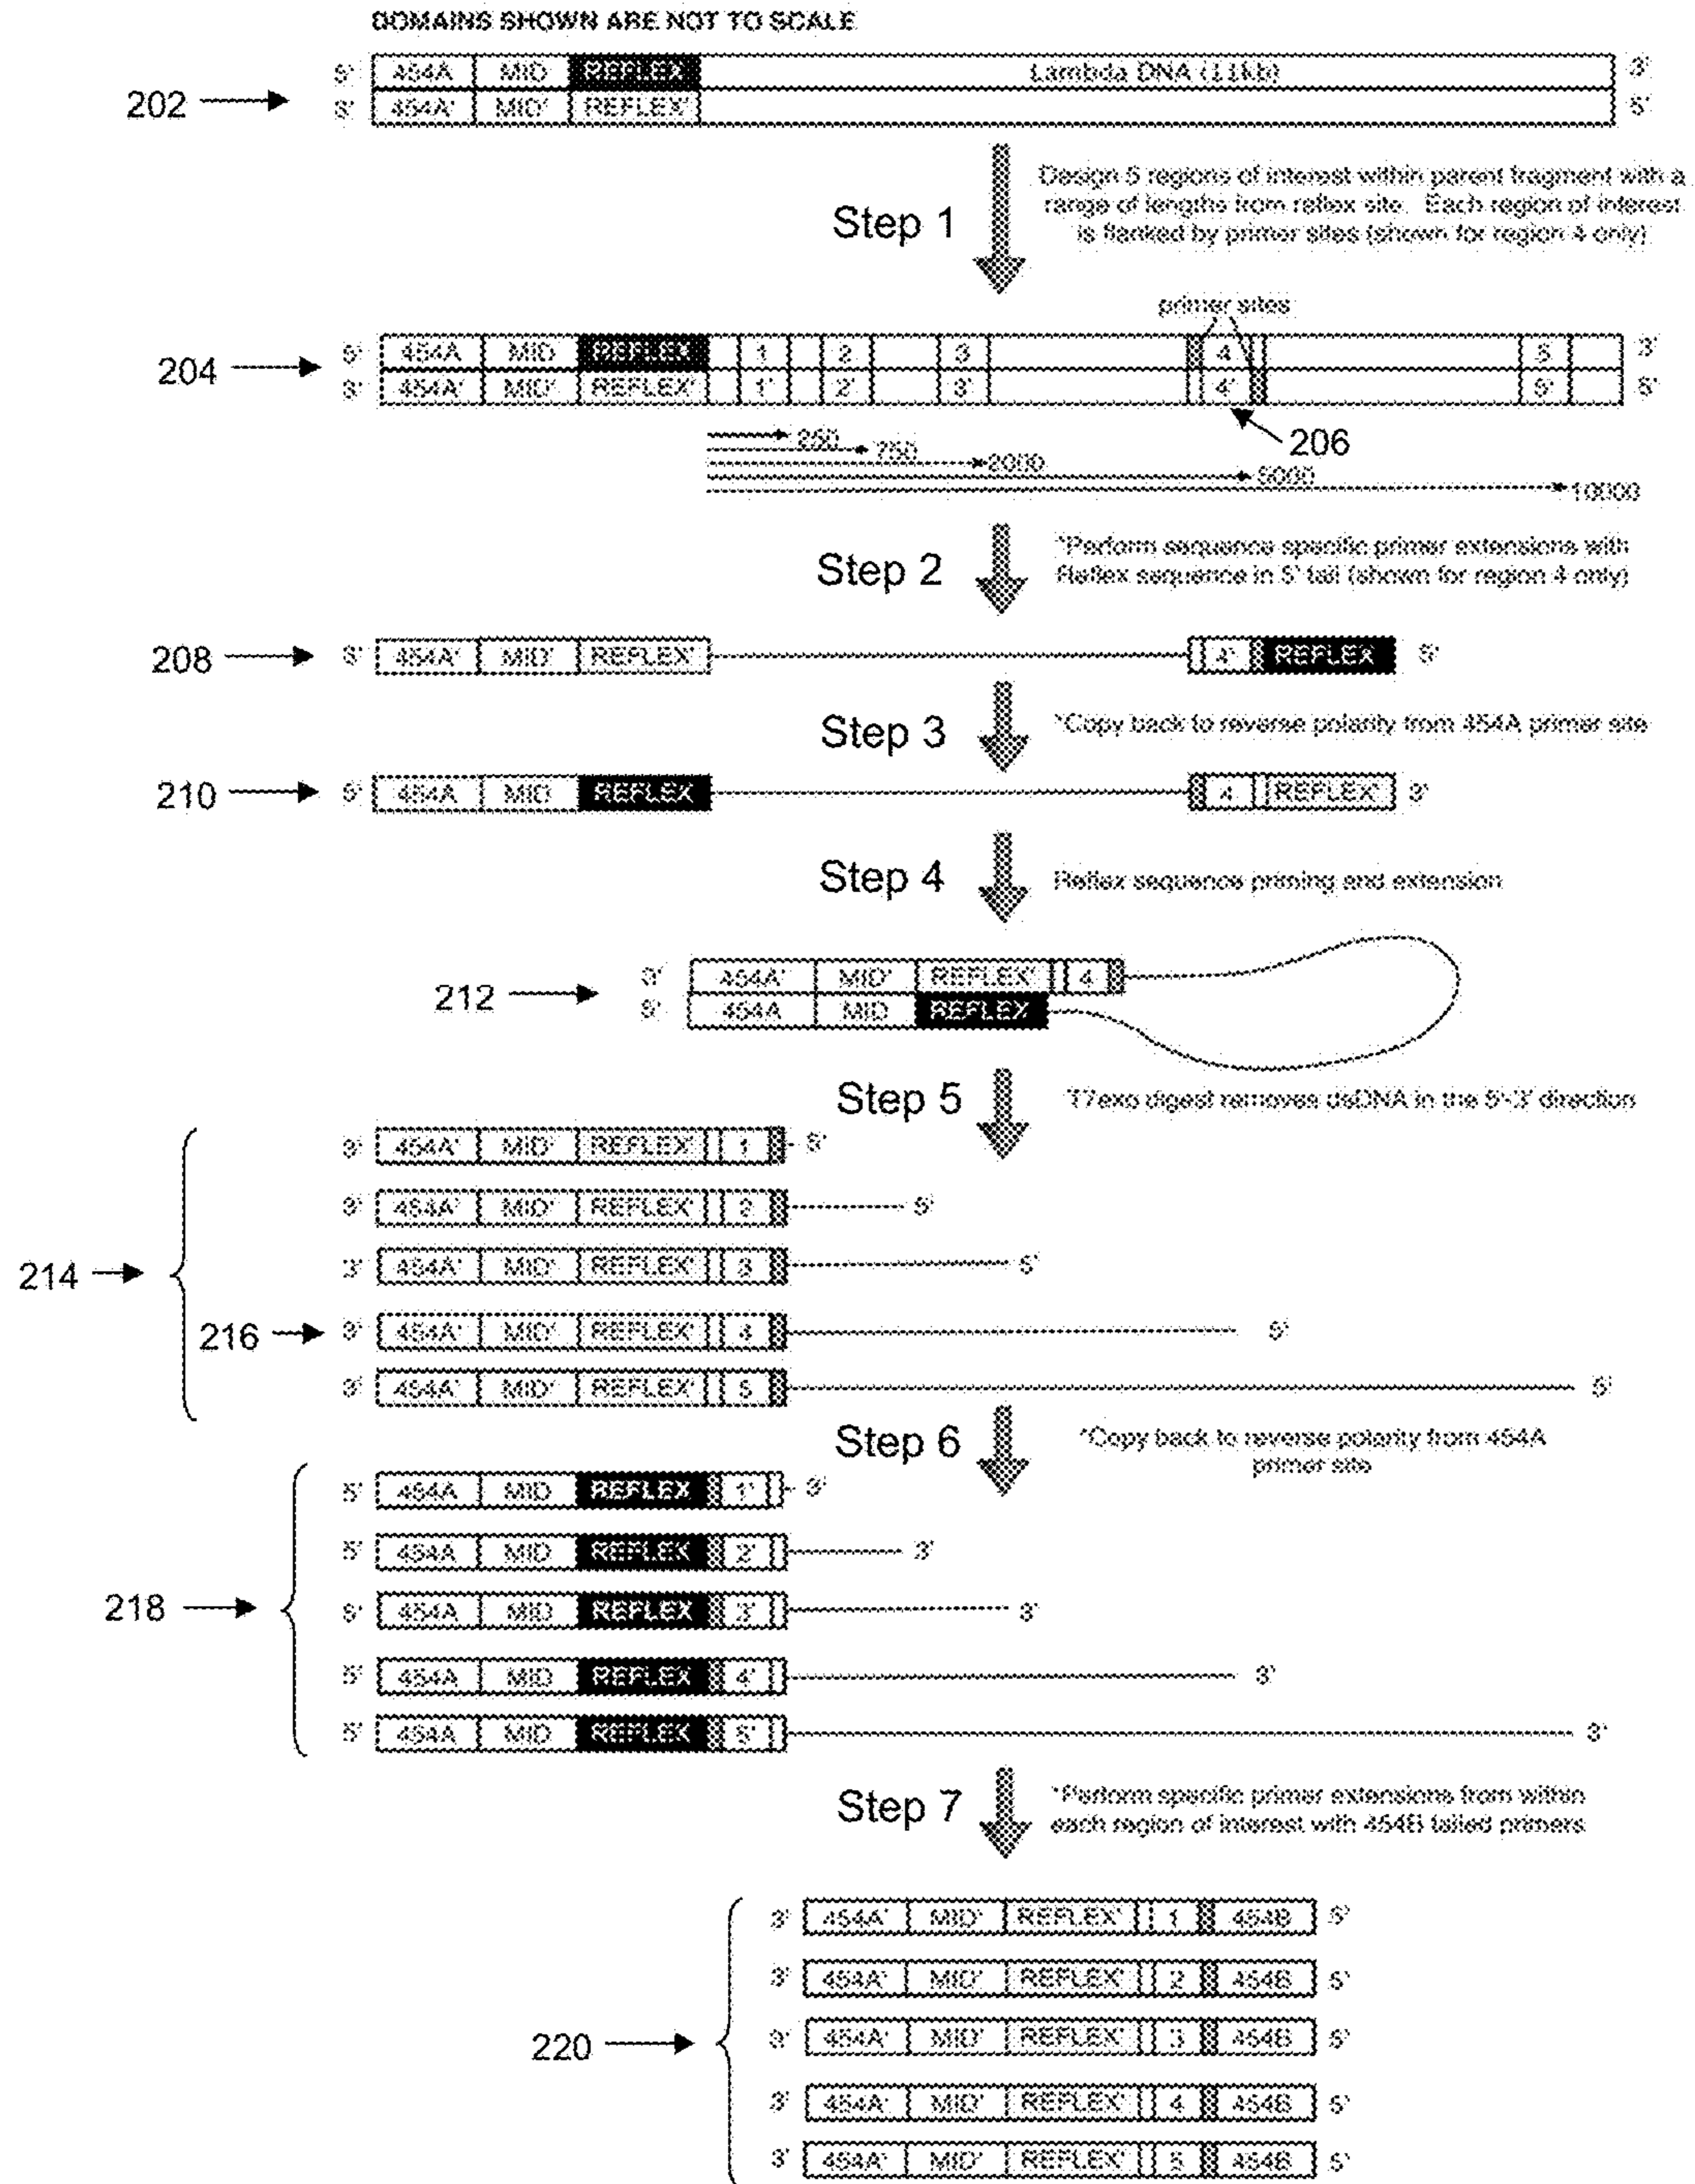 DOMAINS SHOWN ARE NOT TO SCALE
5' 454A MID REFLEX Lambda DNA (11kb) 3'
202
3' 454A' MID' REFLEX' 5'
Step 1
Design 5 regions of interest within parent fragment with a
range of lengths from reflex site. Each region of interest
is flanked by primer sites (shown for region 4 only)
primer sites
5' 454A MID REFLEX 1 2 3 4 5 3'
204
3' 454A' MID' REFLEX' 1' 2' 3' 4' 5' 5'
206
250
750
2000
5000
10000
Step 2
*Perform sequence specific primer extensions with
Reflex sequence in 5' tail (shown for region 4 only)
208 3' 454A' MID' REFLEX' 4' REFLEX 5'
Step 3
*Copy back to reverse polarity from 454A primer site
210 5' 454A MID REFLEX 4 REFLEX' 3'
Step 4
Reflex sequence priming and extension
3' 454A' MID' REFLEX' 4
212
5' 454A MID REFLEX
Step 5
T7exo digest removes dsDNA in the 5'-3' direction
3' 454A' MID' REFLEX' 1 5'
3' 454A' MID' REFLEX' 2 5'
214
3' 454A' MID' REFLEX' 3 5'
216 3' 454A' MID' REFLEX' 4 5'
3' 454A' MID' REFLEX' 5 5'
Step 6
*Copy back to reverse polarity from 454A
primer site
5' 454A MID REFLEX 1' 3'
5' 454A MID REFLEX 2' 3'
218
5' 454A MID REFLEX 3' 3'
5' 454A MID REFLEX 4' 3'
5' 454A MID REFLEX 5' 3'
Step 7
*Perform specific primer extensions from within
each region of interest with 454B tailed primers
3' 454A' MID' REFLEX' 1 454B 5'
3' 454A' MID' REFLEX' 2 454B 5'
220
3' 454A' MID' REFLEX' 3 454B 5'
3' 454A' MID' REFLEX' 4 454B 5'
3' 454A' MID' REFLEX' 5 454B 5'